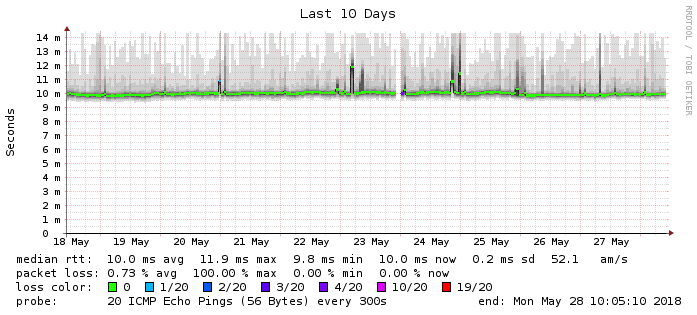 Last 10 Days
RRDTOOL / TOBI OETIKER
Seconds
14 m
13 m
12 m
11 m
10 m
9 m
8 m
7 m
6 m
5 m
4 m
3 m
2 m
1 m
0
18 May 19 May 20 May 21 May 22 May 23 May 24 May 25 May 26 May 27 May
median rtt: 10.0 ms avg 11.9 ms max 9.8 ms min 10.0 ms now 0.2 ms sd 52.1 am/s
packet loss: 0.73 % avg 100.00 % max 0.00 % min 0.00 % now
loss color: 0 1/20 2/20 3/20 4/20 10/20 19/20
probe: 20 ICMP Echo Pings (56 Bytes) every 300s end: Mon May 28 10:05:10 2018